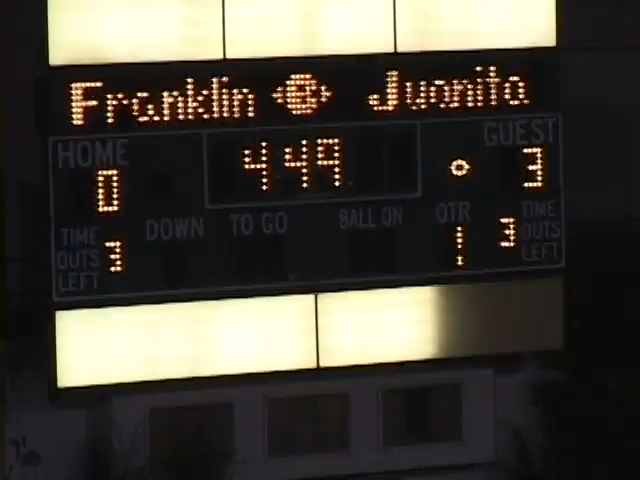 Franklin Juanita
HOME 4 49 GUEST
0 3
TIME OUTS LEFT 3 DOWN TO GO BALL ON QTR 1 3 TIME OUTS LEFT